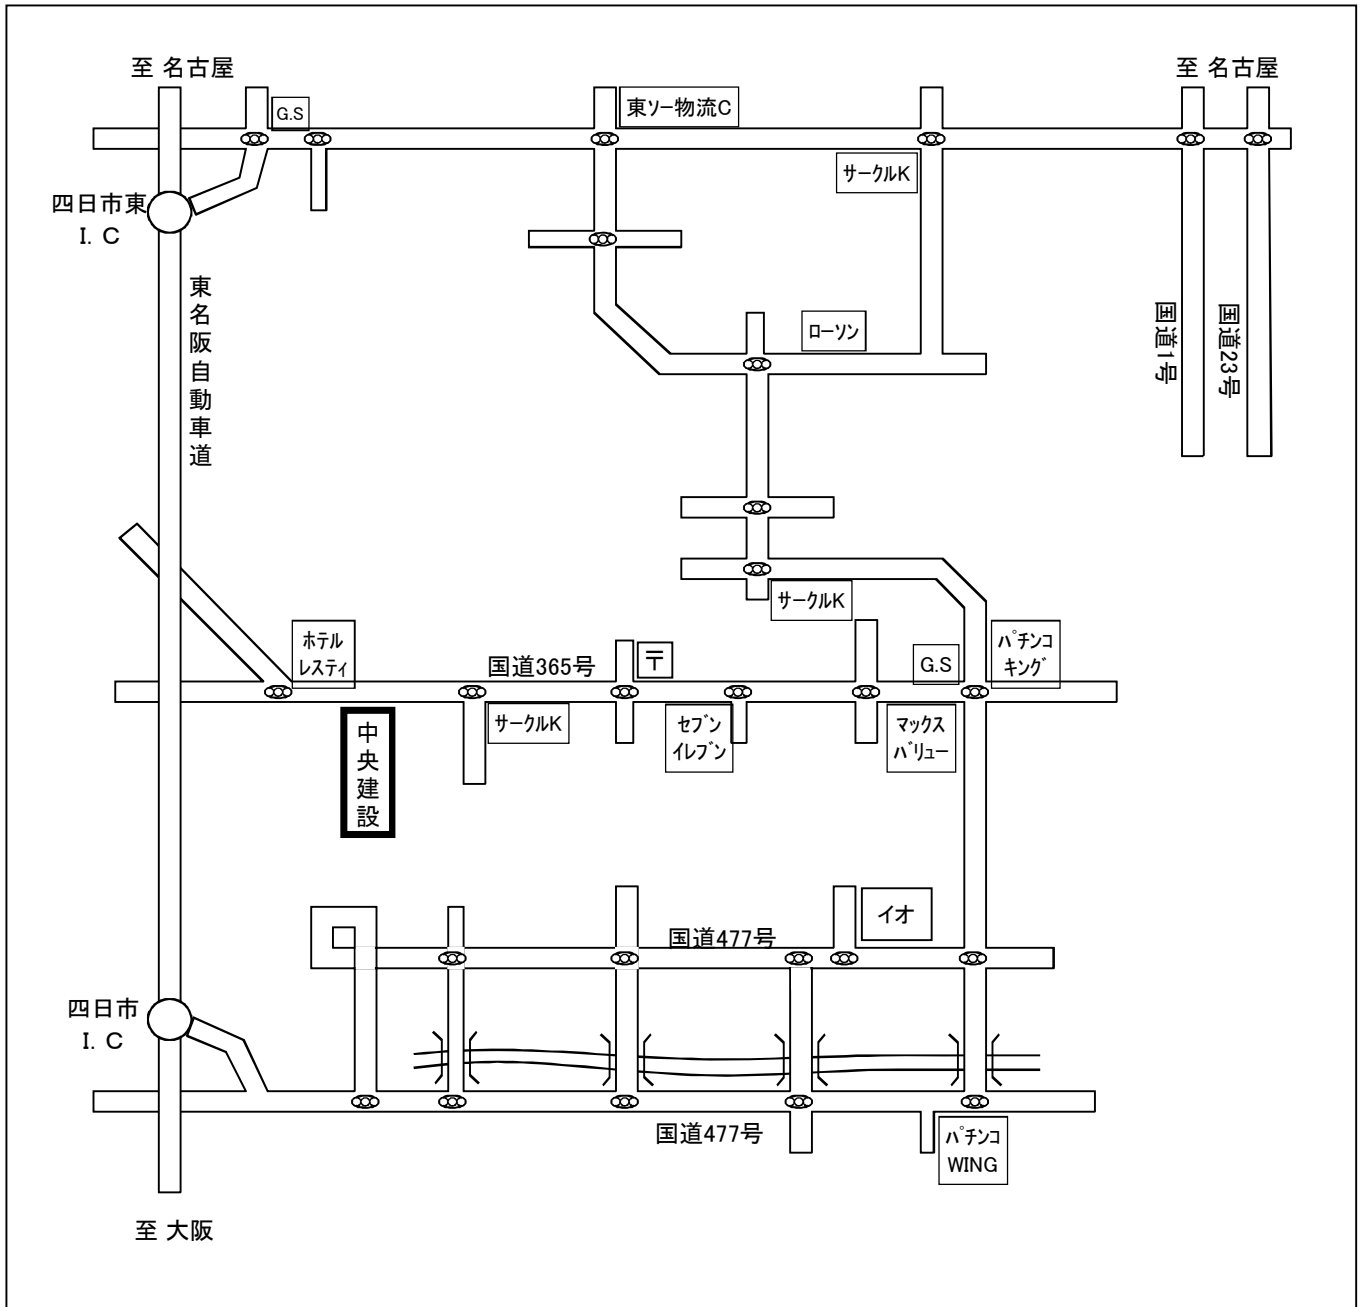 至 名古屋
至 名古屋
G.S
東ソー物流C
サークルK
四日市東
I. C
東名阪自動車道
国道1号
国道23号
ローソン
サークルK
ホテル
レスティ
国道365号
〒
G.S
パチンコ
キング
中央建設
サークルK
セブン
イレブン
マックス
バリュー
イオ
国道477号
四日市
I. C
国道477号
パチンコ
WING
至 大阪